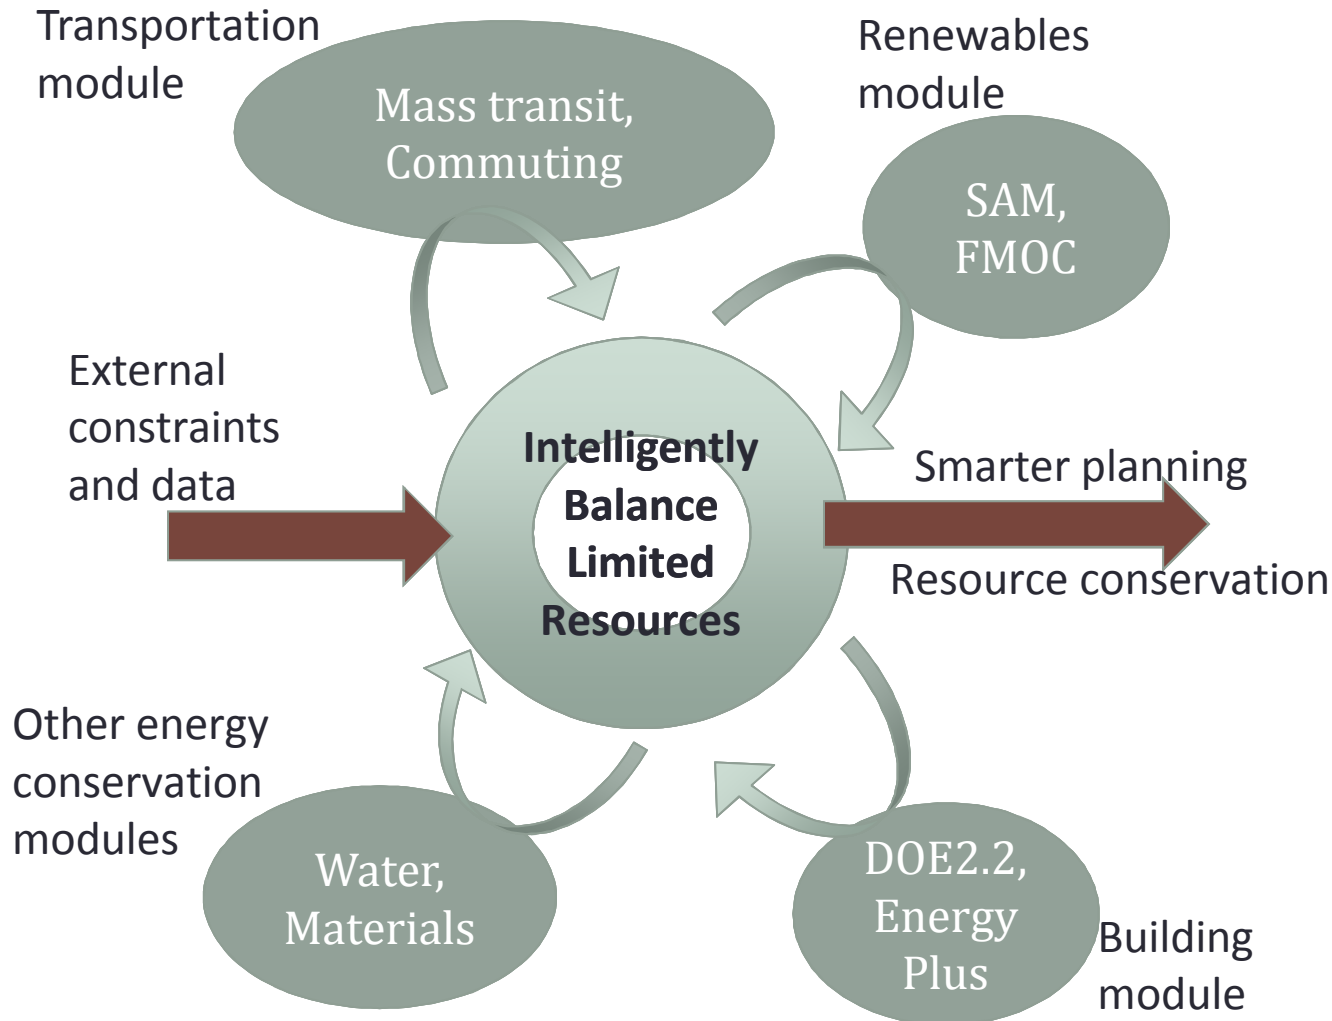 Transportation
module
Mass transit,
Commuting
Renewables
module
SAM,
FMOC
External
constraints
and data
Intelligently
Balance
Limited
Resources
Smarter planning
Resource conservation
Other energy
conservation
modules
Water,
Materials
DOE2.2,
Energy
Plus
Building
module